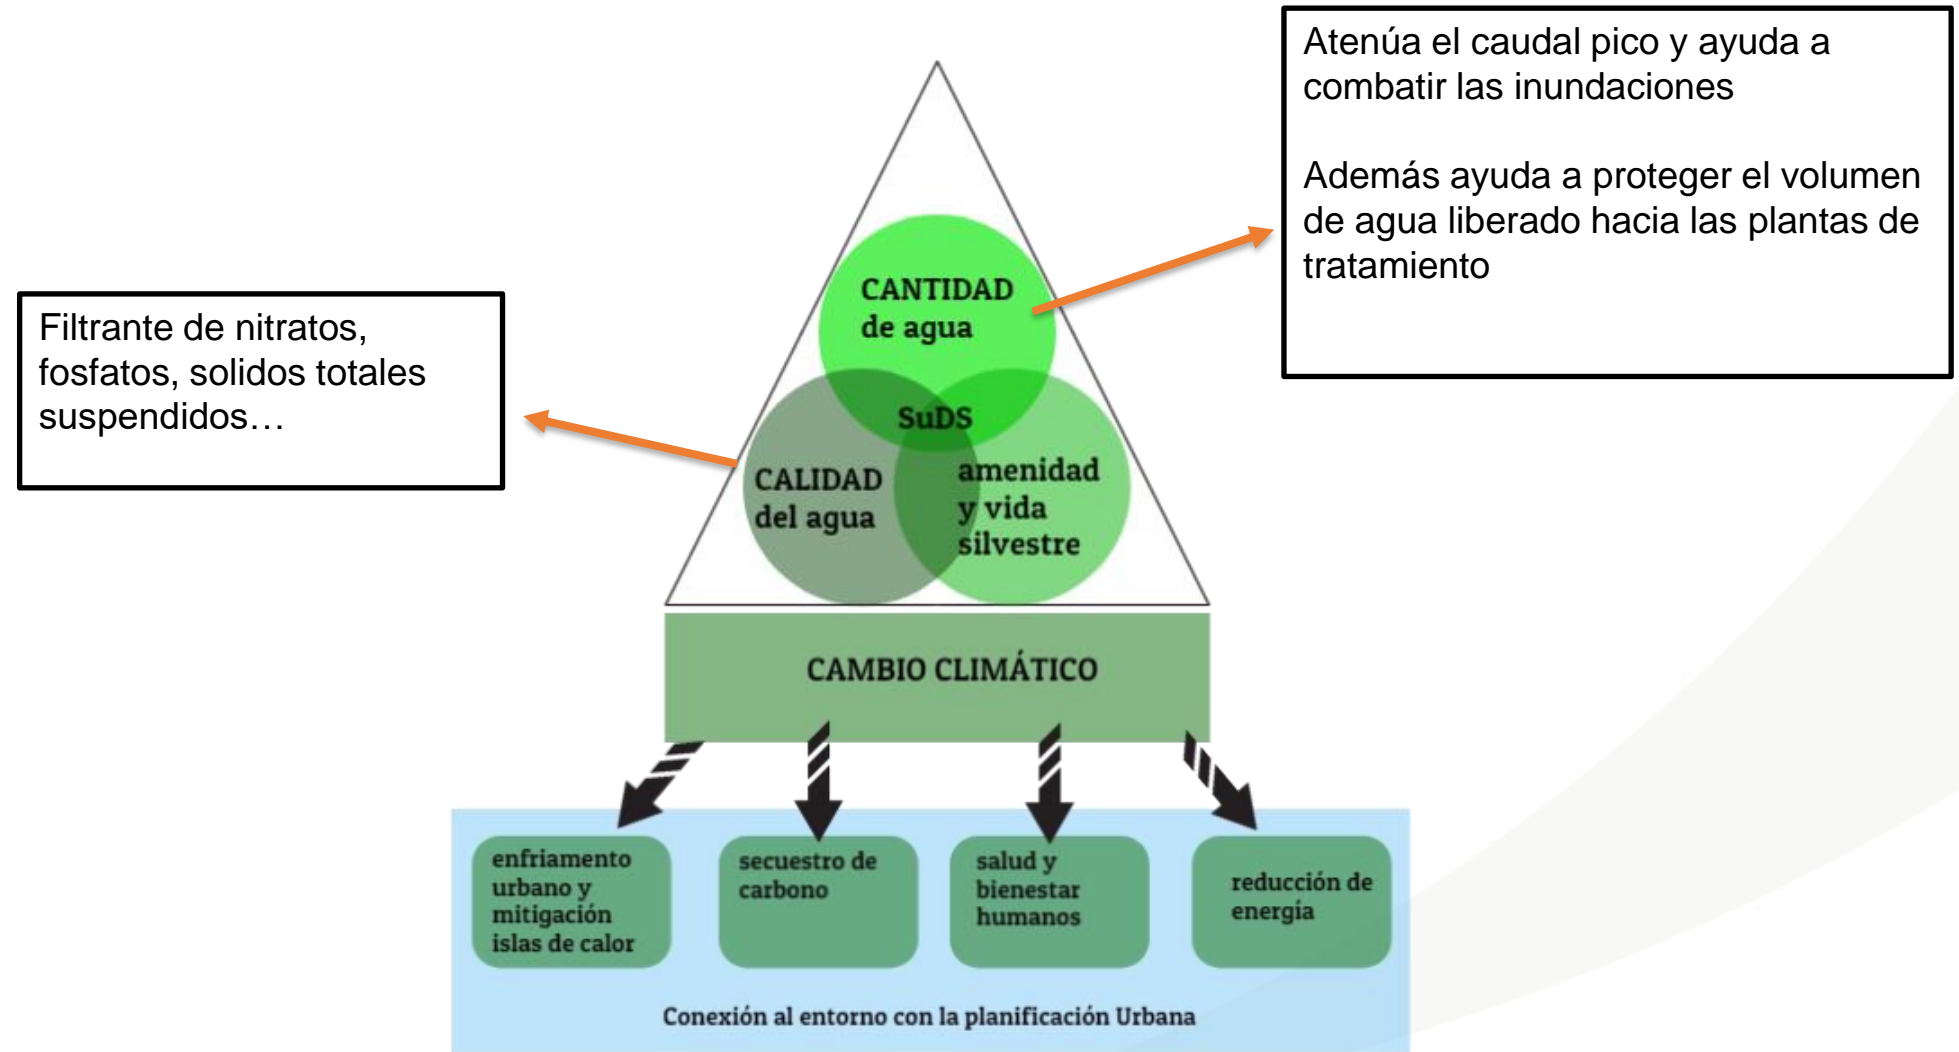 Atenúa el caudal pico y ayuda a
combatir las inundaciones
Además ayuda a proteger el volumen
de agua liberado hacia las plantas de
tratamiento
Filtrante de nitratos,
fosfatos, solidos totales
suspendidos…
CANTIDAD
de agua
SuDS
CALIDAD
del agua
amenidad
y vida
silvestre
CAMBIO CLIMÁTICO
enfriamento
urbano y
mitigación
islas de calor
secuestro de
carbono
salud y
bienestar
humanos
reducción de
energía
Conexión al entorno con la planificación Urbana